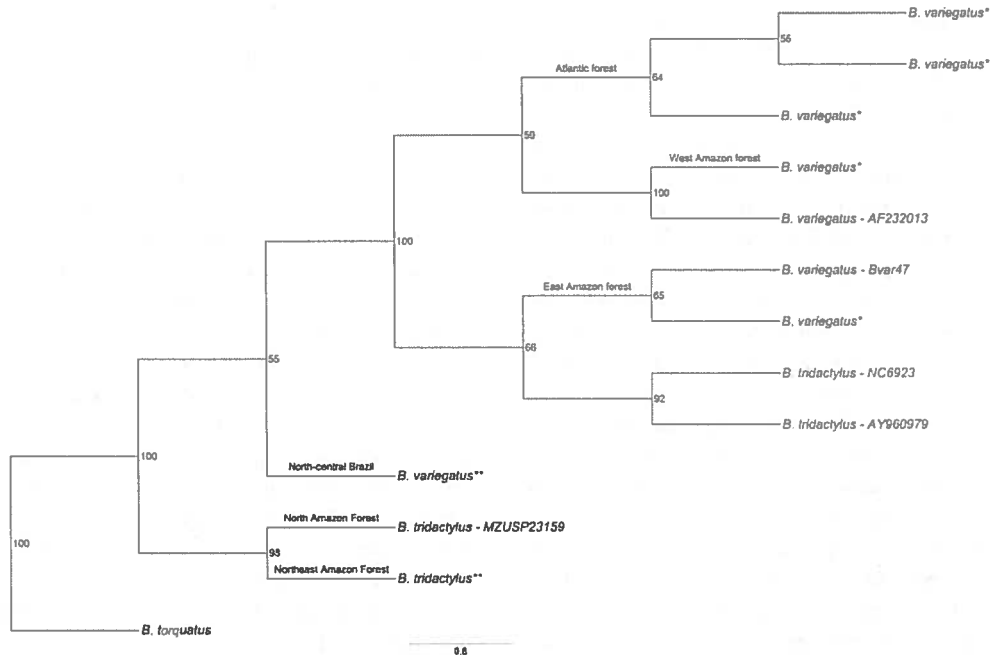 B. variegatus*
56
B. variegatus*
Atlantic forest
64
B. variegatus*
59
West Amazon forest
B. variegatus*
100
B. variegatus - AF232013
100
B. variegatus - Bvar47
East Amazon forest
65
B. variegatus*
66
B. tridactylus - NC6923
92
B. tridactylus - AY960979
55
100
North-central Brazil
B. variegatus**
North Amazon Forest
B. tridactylus - MZUSP23159
100
98
Northeast Amazon Forest
B. tridactylus**
B. torquatus